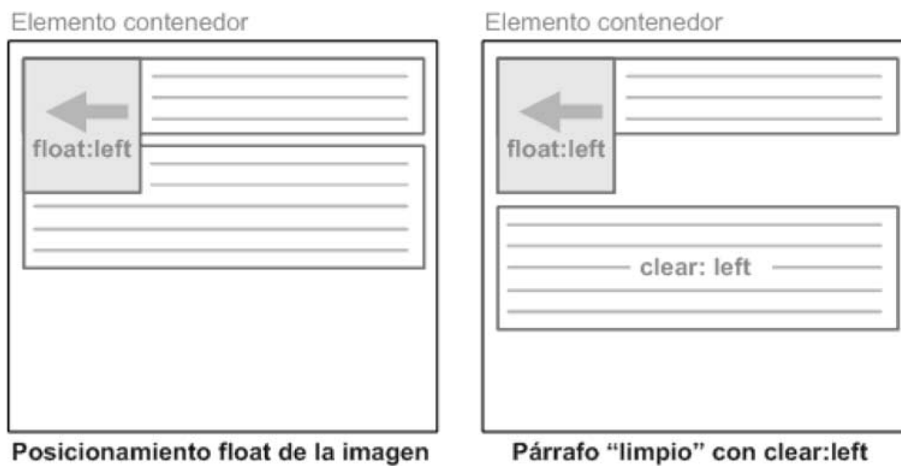 Elemento contenedor
float:left
Posicionamiento float de la imagen
Elemento contenedor
float:left
clear: left
Párrafo “limpio” con clear:left